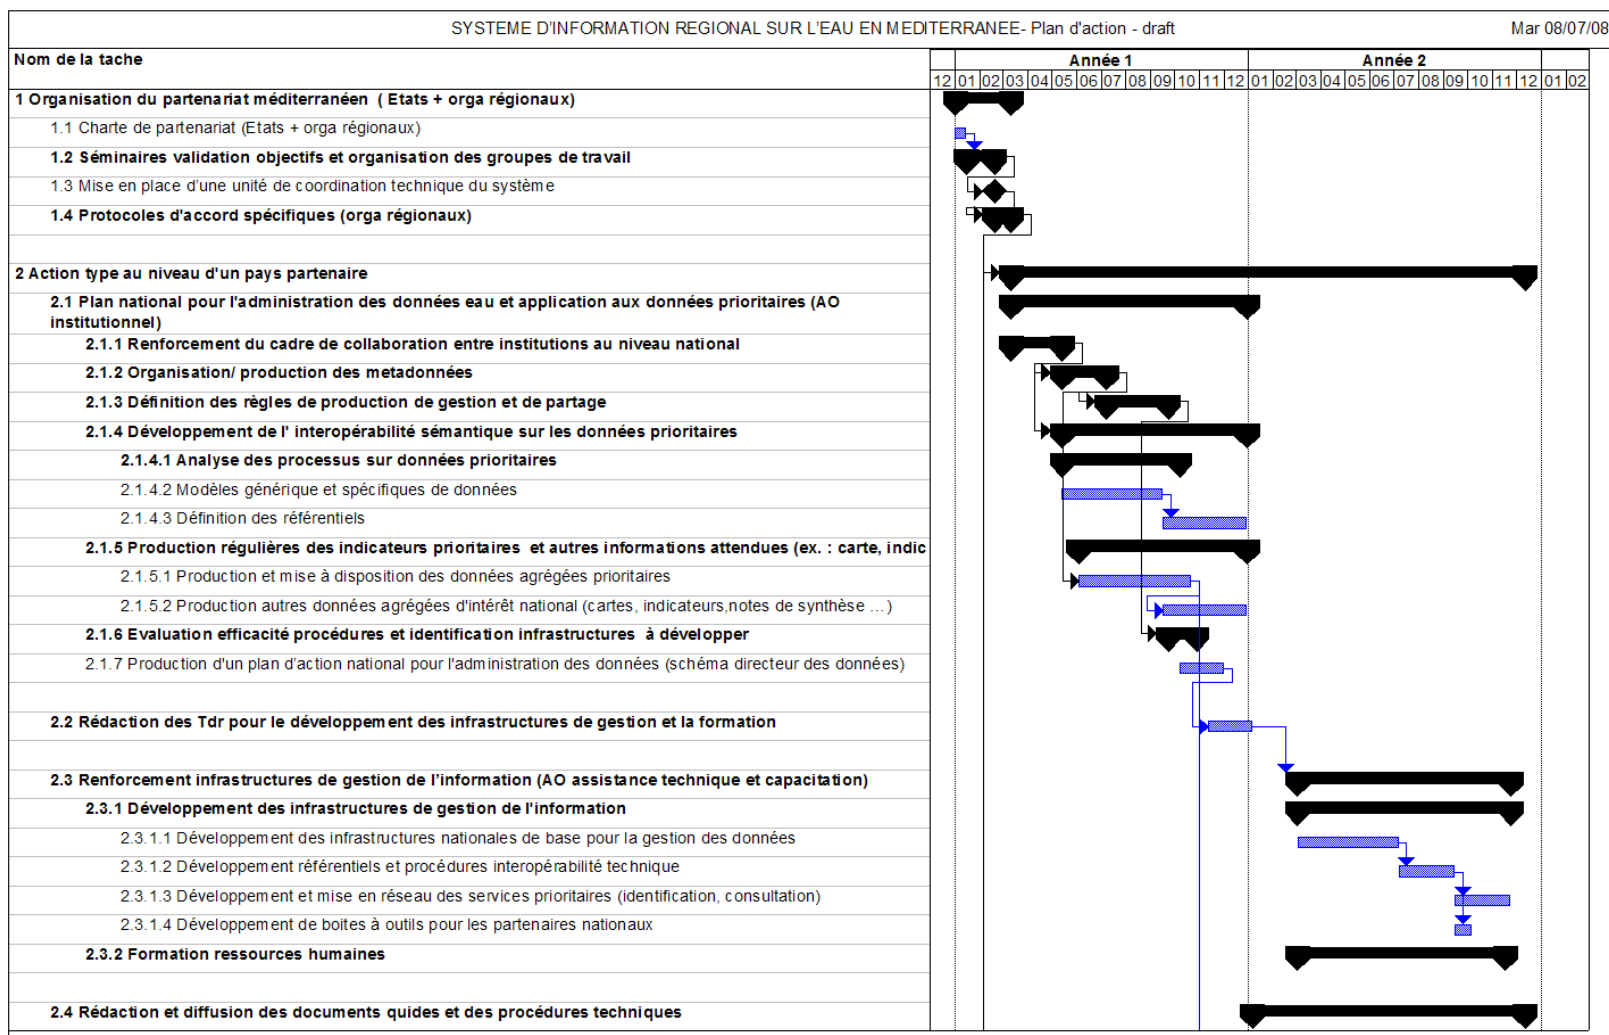 SYSTEME D'INFORMATION REGIONAL SUR L'EAU EN MEDITERRANEE- Plan d'action - draft
Mar 08/07/08
Nom de la tache
Année 1
Année 2
12 01 02 03 04 05 06 07 08 09 10 11 12 01 02 03 04 05 06 07 08 09 10 11 12 01 02
1 Organisation du partenariat méditerranéen ( Etats + orga régionaux)
1.1 Charte de partenariat (Etats + orga régionaux)
1.2 Séminaires validation objectifs et organisation des groupes de travail
1.3 Mise en place d'une unité de coordination technique du système
1.4 Protocoles d'accord spécifiques (orga régionaux)
2 Action type au niveau d'un pays partenaire
2.1 Plan national pour l'administration des données eau et application aux données prioritaires (AO
institutionnel)
2.1.1 Renforcement du cadre de collaboration entre institutions au niveau national
2.1.2 Organisation/ production des metadonnées
2.1.3 Définition des règles de production de gestion et de partage
2.1.4 Développement de l' interopérabilité sémantique sur les données prioritaires
2.1.4.1 Analyse des processus sur données prioritaires
2.1.4.2 Modèles générique et spécifiques de données
2.1.4.3 Définition des référentiels
2.1.5 Production régulières des indicateurs prioritaires et autres informations attendues (ex. : carte, indic
2.1.5.1 Production et mise à disposition des données agrégées prioritaires
2.1.5.2 Production autres données agrégées d'intérêt national (cartes, indicateurs,notes de synthèse ...)
2.1.6 Evaluation efficacité procédures et identification infrastructures à développer
2.1.7 Production d'un plan d'action national pour l'administration des données (schéma directeur des données)
2.2 Rédaction des Tdr pour le développement des infrastructures de gestion et la formation
2.3 Renforcement infrastructures de gestion de l'information (AO assistance technique et capacitation)
2.3.1 Développement des infrastructures de gestion de l'information
2.3.1.1 Développement des infrastructures nationales de base pour la gestion des données
2.3.1.2 Développement référentiels et procédures interopérabilité technique
2.3.1.3 Développement et mise en réseau des services prioritaires (identification, consultation)
2.3.1.4 Développement de boites à outils pour les partenaires nationaux
2.3.2 Formation ressources humaines
2.4 Rédaction et diffusion des documents quides et des procédures techniques